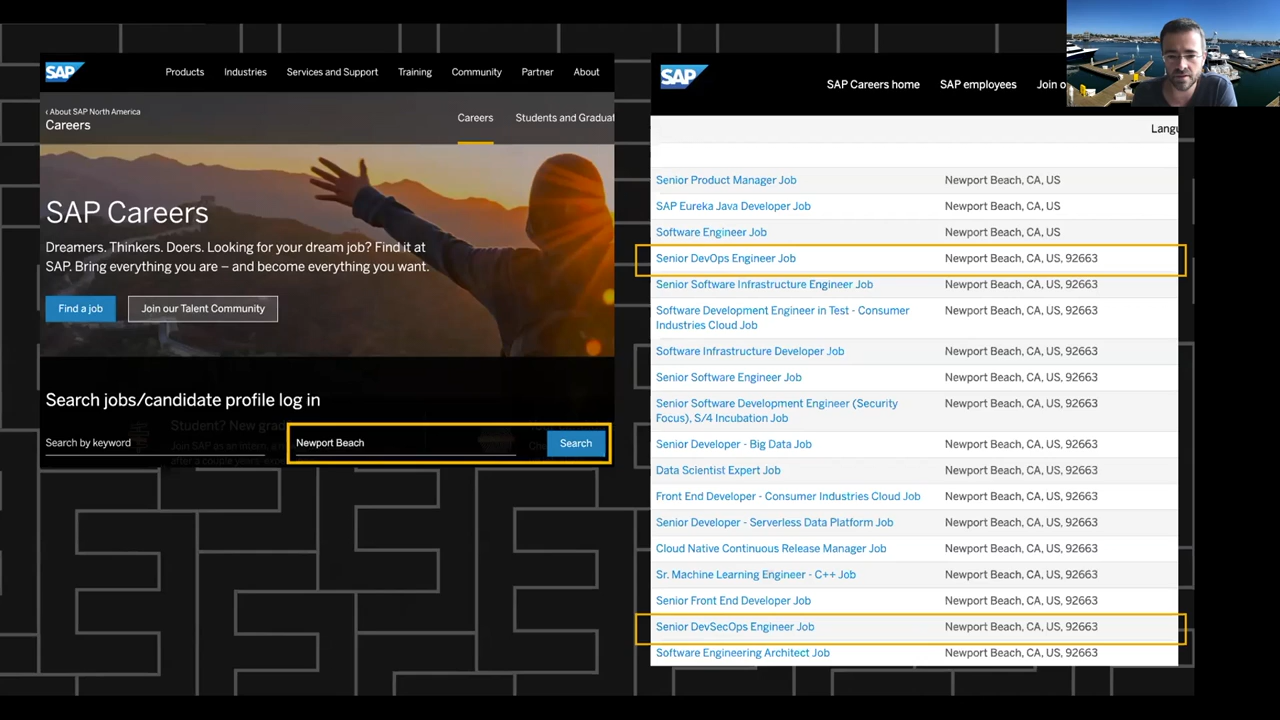 SAP
Products Industries Services and Support Training Community Partner About
‹ About SAP North America
Careers
Careers Students and Graduat
SAP Careers
Dreamers. Thinkers. Doers. Looking for your dream job? Find it at
SAP. Bring everything you are – and become everything you want.
Find a job Join our Talent Community
Search jobs/candidate profile log in
Student? New grad
Search by keyword Newport Beach Search
SAP
SAP Careers home SAP employees Join o
Langu
Senior Product Manager Job Newport Beach, CA, US
SAP Eureka Java Developer Job Newport Beach, CA, US
Software Engineer Job Newport Beach, CA, US
Senior DevOps Engineer Job Newport Beach, CA, US, 92663
Senior Software Infrastructure Engineer Job Newport Beach, CA, US, 92663
Software Development Engineer in Test - Consumer Newport Beach, CA, US, 92663
Industries Cloud Job
Software Infrastructure Developer Job Newport Beach, CA, US, 92663
Senior Software Engineer Job Newport Beach, CA, US, 92663
Senior Software Development Engineer (Security Newport Beach, CA, US, 92663
Focus), S/4 Incubation Job
Senior Developer - Big Data Job Newport Beach, CA, US, 92663
Data Scientist Expert Job Newport Beach, CA, US, 92663
Front End Developer - Consumer Industries Cloud Job Newport Beach, CA, US, 92663
Senior Developer - Serverless Data Platform Job Newport Beach, CA, US, 92663
Cloud Native Continuous Release Manager Job Newport Beach, CA, US, 92663
Sr. Machine Learning Engineer - C++ Job Newport Beach, CA, US, 92663
Senior Front End Developer Job Newport Beach, CA, US, 92663
Senior DevSecOps Engineer Job Newport Beach, CA, US, 92663
Software Engineering Architect Job Newport Beach, CA, US, 92663